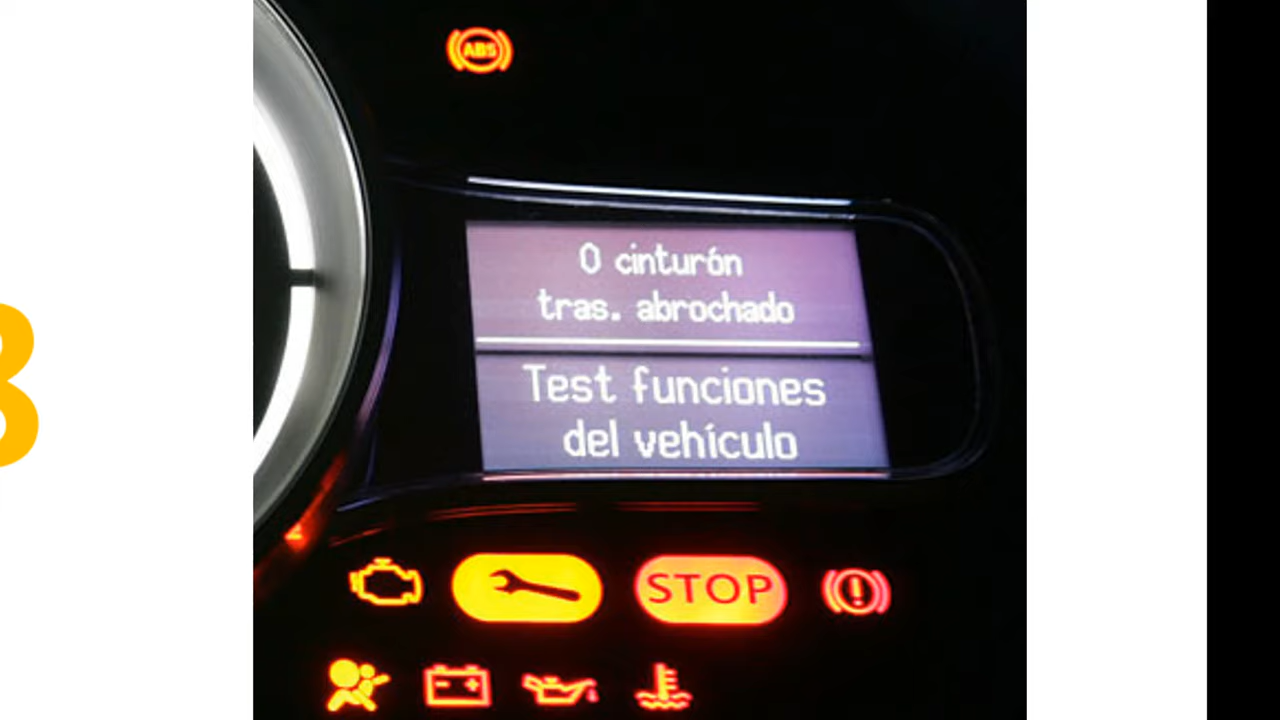 ABS
0 cinturón
tras. abrochado
Test funciones
del vehículo
STOP